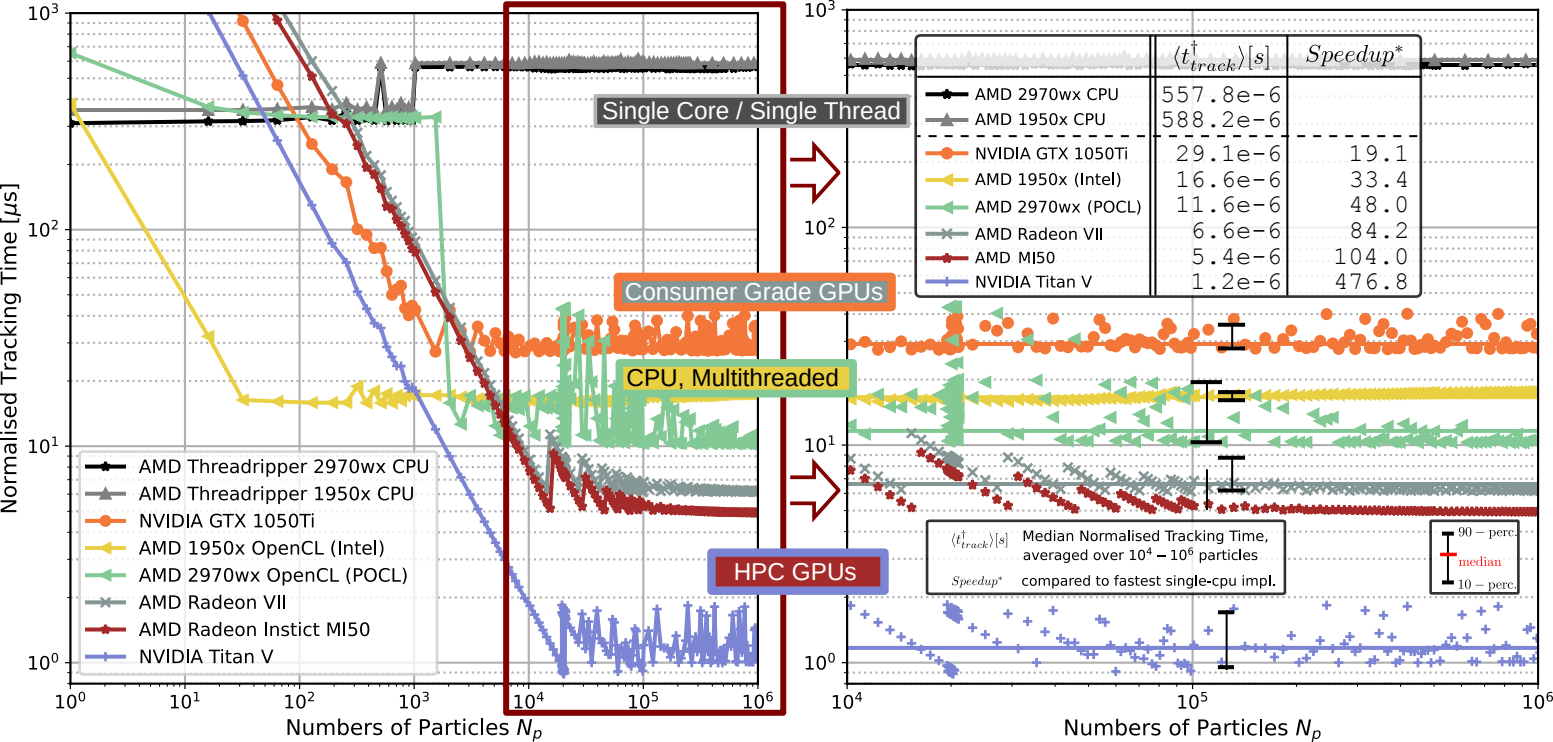 Normalised Tracking Time [μs]
10³
10²
10¹
10⁰
AMD Threadripper 2970wx CPU
AMD Threadripper 1950x CPU
NVIDIA GTX 1050Ti
AMD 1950x OpenCL (Intel)
AMD 2970wx OpenCL (POCL)
AMD Radeon VII
AMD Radeon Instict MI50
NVIDIA Titan V
10⁰ 10¹ 10² 10³ 10⁴ 10⁵ 10⁶
Numbers of Particles Nₚ
Single Core / Single Thread
Consumer Grade GPUs
CPU, Multithreaded
HPC GPUs
10³
10²
10¹
10⁰
⟨t†track⟩[s] Speedup*
AMD 2970wx CPU 557.8e-6
AMD 1950x CPU 588.2e-6
NVIDIA GTX 1050Ti 29.1e-6 19.1
AMD 1950x (Intel) 16.6e-6 33.4
AMD 2970wx (POCL) 11.6e-6 48.0
AMD Radeon VII 6.6e-6 84.2
AMD MI50 5.4e-6 104.0
NVIDIA Titan V 1.2e-6 476.8
⟨t†track⟩[s] Median Normalised Tracking Time,
averaged over 10⁴ − 10⁶ particles
Speedup* compared to fastest single-cpu impl.
90 − perc.
median
10 − perc.
10⁴ 10⁵ 10⁶
Numbers of Particles Nₚ